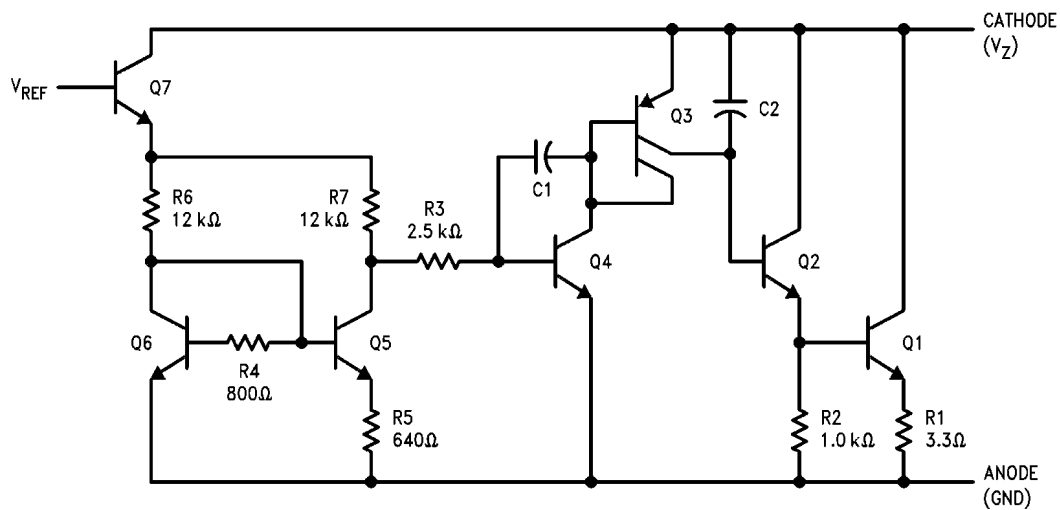 CATHODE
(VZ)
VREF
Q7
Q3
C2
C1
R6
12 kΩ
R7
12 kΩ
R3
2.5 kΩ
Q4
Q2
Q6
R4
800Ω
Q5
Q1
R5
640Ω
R2
1.0 kΩ
R1
3.3Ω
ANODE
(GND)